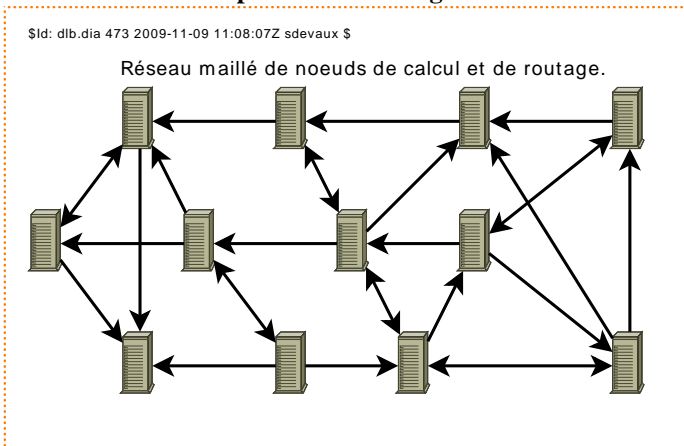 $Id: dlb.dia 473 2009-11-09 11:08:07Z sdevaux $
Réseau maillé de noeuds de calcul et de routage.